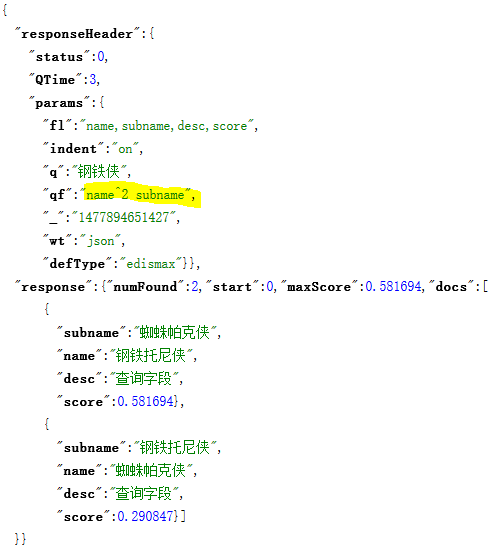 {
"responseHeader":{
"status":0,
"QTime":3,
"params":{
"fl":"name,subname,desc,score",
"indent":"on",
"q":"钢铁侠",
"qf":"name^2 subname",
"_":"1477894651427",
"wt":"json",
"defType":"edismax"}},
"response":{"numFound":2,"start":0,"maxScore":0.581694,"docs":[
{
"subname":"蜘蛛帕克侠",
"name":"钢铁托尼侠",
"desc":"查询字段",
"score":0.581694},
{
"subname":"钢铁托尼侠",
"name":"蜘蛛帕克侠",
"desc":"查询字段",
"score":0.290847}]
}}